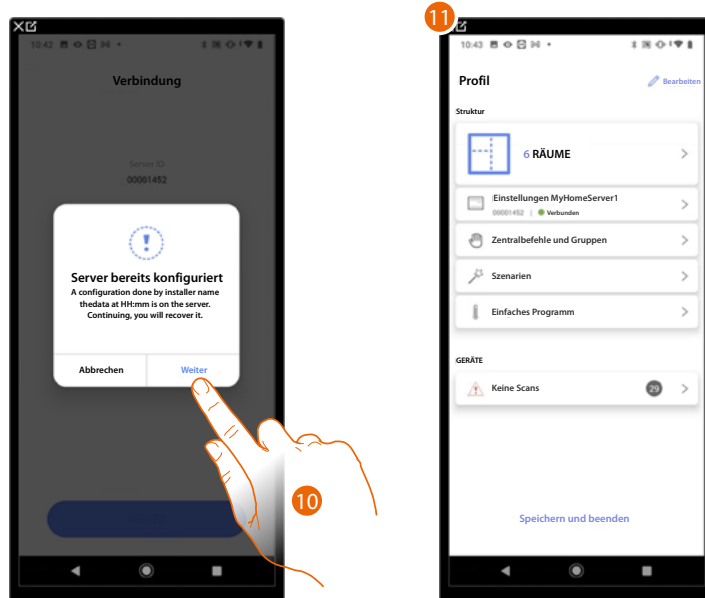 10:42
Verbindung
Server ID
00001452
Server bereits konfiguriert
A configuration done by installer name
thedata at HH:mm is on the server.
Continuing, you will recover it.
Abbrechen
Weiter
10
11
10:43
Profil
Bearbeiten
Struktur
6 RÄUME
Einstellungen MyHomeServer1
00001452 | Verbunden
Zentralbefehle und Gruppen
Szenarien
Einfaches Programm
GERÄTE
Keine Scans
29
Speichern und beenden